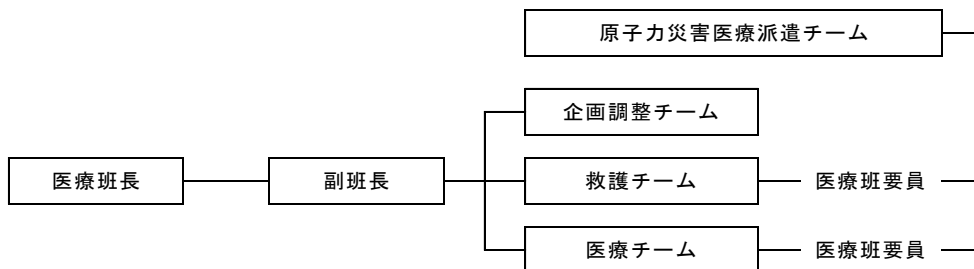 原子力災害医療派遣チーム
企画調整チーム
医療班長
副班長
救護チーム
医療班要員
医療チーム
医療班要員